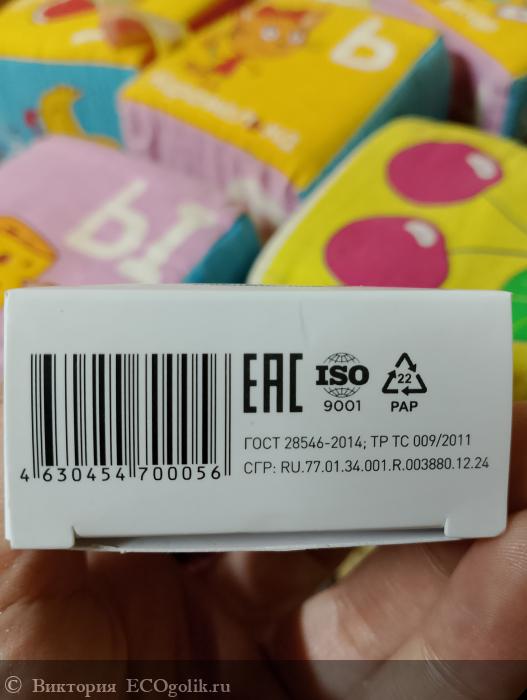 Ы
Ы
EAC
ISO
9001
22
PAP
ГОСТ 28546-2014; ТР ТС 009/2011
СГР: RU.77.01.34.001.R.003880.12.24
4 630454 700056
© Виктория ECOgolik.ru